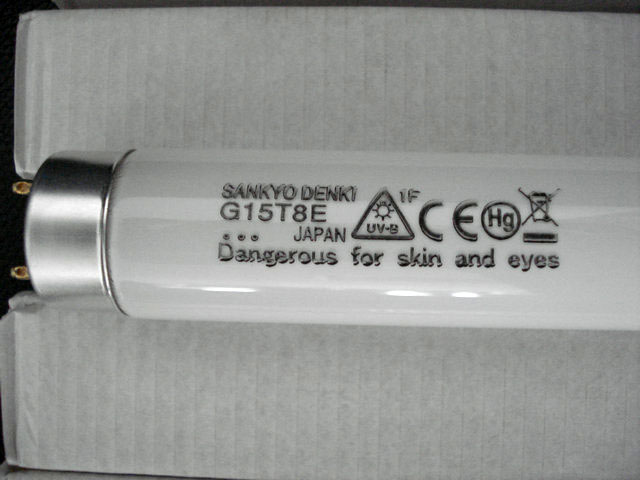 SANKYO DENKI
G15T8E
... JAPAN
UV-B
1F
CE Hg
Dangerous for skin and eyes